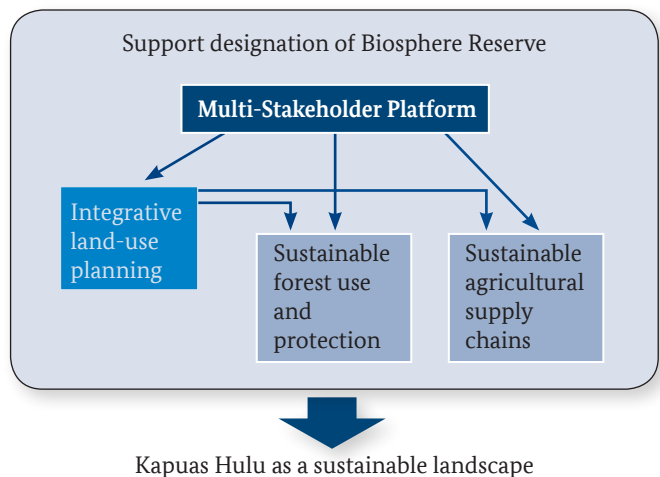 Support designation of Biosphere Reserve
Multi-Stakeholder Platform
Integrative
land-use
planning
Sustainable
forest use
and
protection
Sustainable
agricultural
supply
chains
Kapuas Hulu as a sustainable landscape